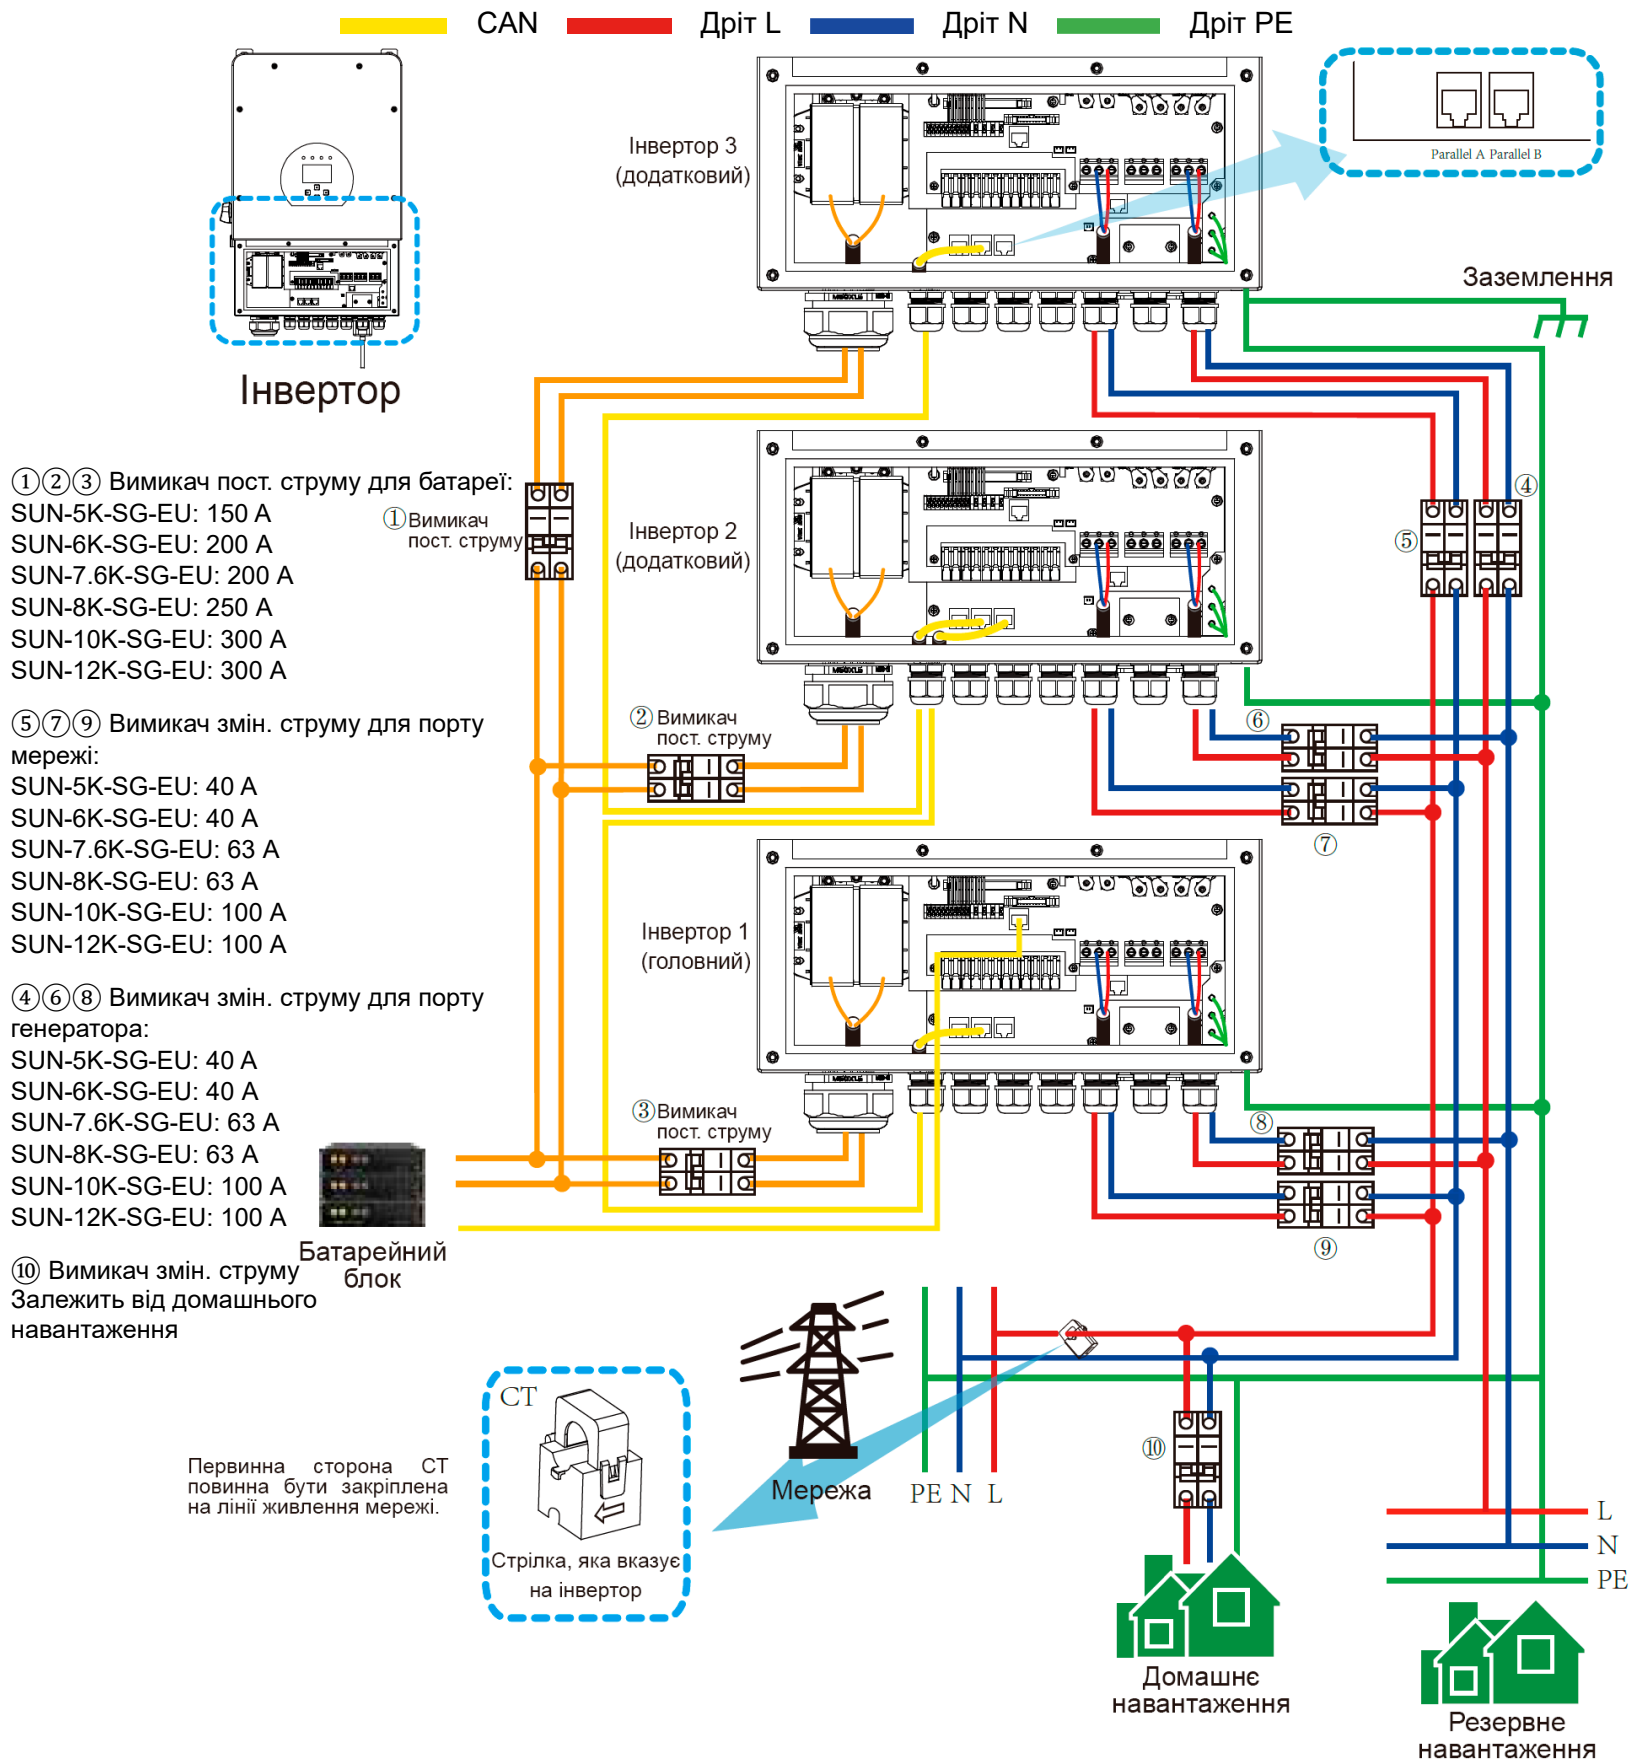 CAN Дріт L Дріт N Дріт PE
Інвертор 3
(додатковий)
Parallel A Parallel B
Заземлення
Інвертор
①②③ Вимикач пост. струму для батареї:
SUN-5K-SG-EU: 150 A
SUN-6K-SG-EU: 200 A
SUN-7.6K-SG-EU: 200 A
SUN-8K-SG-EU: 250 A
SUN-10K-SG-EU: 300 A
SUN-12K-SG-EU: 300 A
① Вимикач
пост. струму
Інвертор 2
(додатковий)
④
⑤
⑤⑦⑨ Вимикач змін. струму для порту
мережі:
SUN-5K-SG-EU: 40 A
SUN-6K-SG-EU: 40 A
SUN-7.6K-SG-EU: 63 A
SUN-8K-SG-EU: 63 A
SUN-10K-SG-EU: 100 A
SUN-12K-SG-EU: 100 A
② Вимикач
пост. струму
⑥
⑦
Інвертор 1
(головний)
④⑥⑧ Вимикач змін. струму для порту
генератора:
SUN-5K-SG-EU: 40 A
SUN-6K-SG-EU: 40 A
SUN-7.6K-SG-EU: 63 A
SUN-8K-SG-EU: 63 A
SUN-10K-SG-EU: 100 A
SUN-12K-SG-EU: 100 A
③ Вимикач
пост. струму
⑧
⑨
Батарейний
блок
⑩ Вимикач змін. струму
Залежить від домашнього
навантаження
CT
Первинна сторона CT
повинна бути закріплена
на лінії живлення мережі.
Стрілка, яка вказує
на інвертор
Мережа
PE N L
⑩
L
N
PE
Домашнє
навантаження
Резервне
навантаження